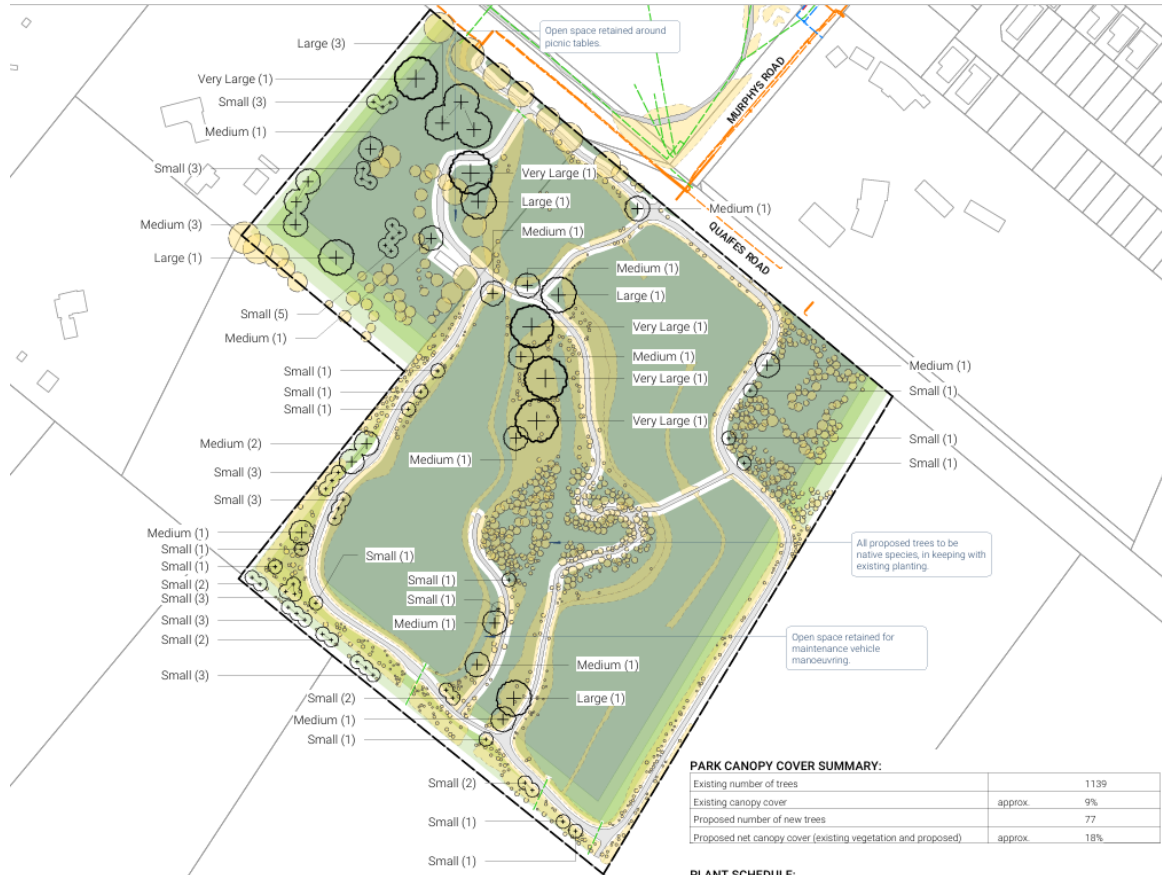 Open space retained around
picnic tables.
Large (3)
Very Large (1)
Small (3)
Medium (1)
Small (3)
Medium (3)
Large (1)
Small (5)
Medium (1)
MURPHYS ROAD
Very Large (1)
Large (1)
Medium (1)
Medium (1)
QUAIFES ROAD
Medium (1)
Large (1)
Very Large (1)
Medium (1)
Very Large (1)
Very Large (1)
Medium (1)
Small (1)
Small (1)
Small (1)
Small (1)
Small (1)
Small (1)
Medium (2)
Medium (1)
Small (3)
Small (3)
Medium (1)
Small (1)
Small (1)
Small (2)
Small (3)
Small (3)
Small (2)
Small (3)
Small (1)
Small (1)
Small (1)
Medium (1)
All proposed trees to be
native species, in keeping with
existing planting.
Open space retained for
maintenance vehicle
manoeuvring.
Medium (1)
Large (1)
Small (2)
Medium (1)
Small (1)
Small (2)
Small (1)
Small (1)
PARK CANOPY COVER SUMMARY:
Existing number of trees 1139
Existing canopy cover approx. 9%
Proposed number of new trees 77
Proposed net canopy cover (existing vegetation and proposed) approx. 18%
PLANT SCHEDULE: